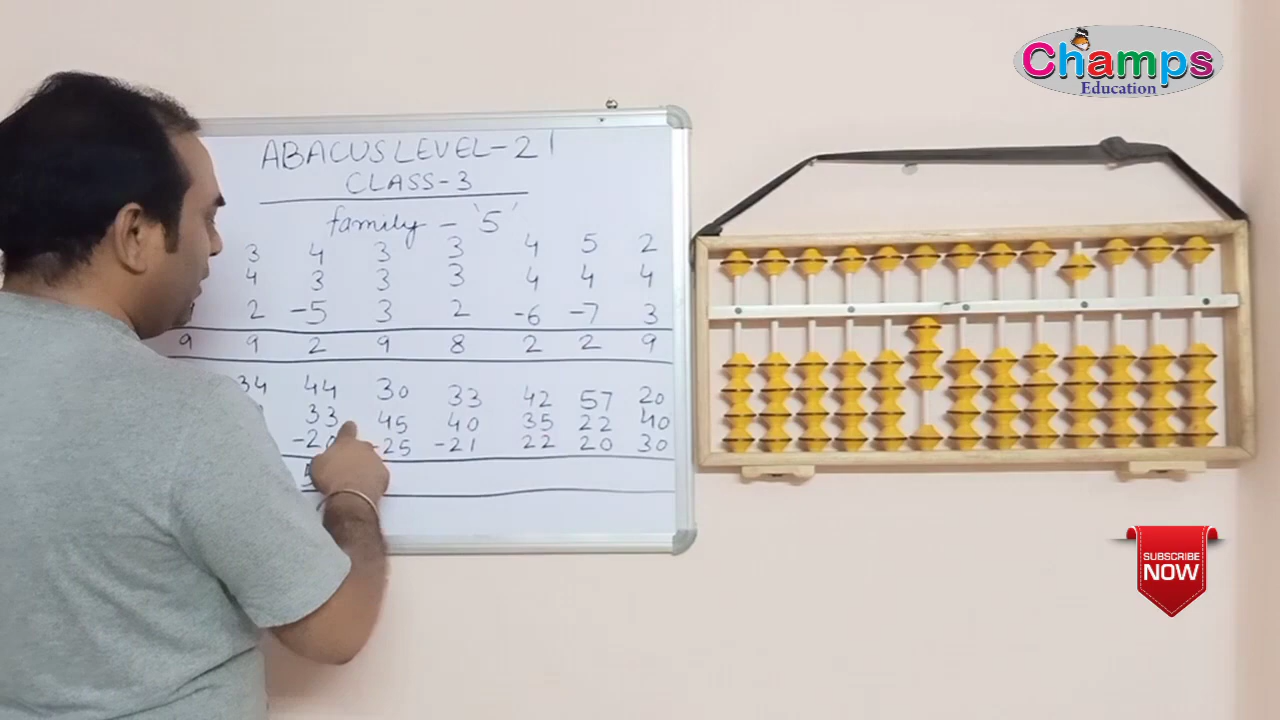 Champs
Education
ABACUS LEVEL-2 1
CLASS-3
family - '5'
3 4 3 3 4 5 2
4 3 3 3 4 4 4
2 -5 3 2 -6 -7 3
9 9 2 9 8 2 2 9
34 44 30 33 42 57 20
33 45 40 35 22 40
-20 -25 -21 22 20 30
SUBSCRIBE
NOW